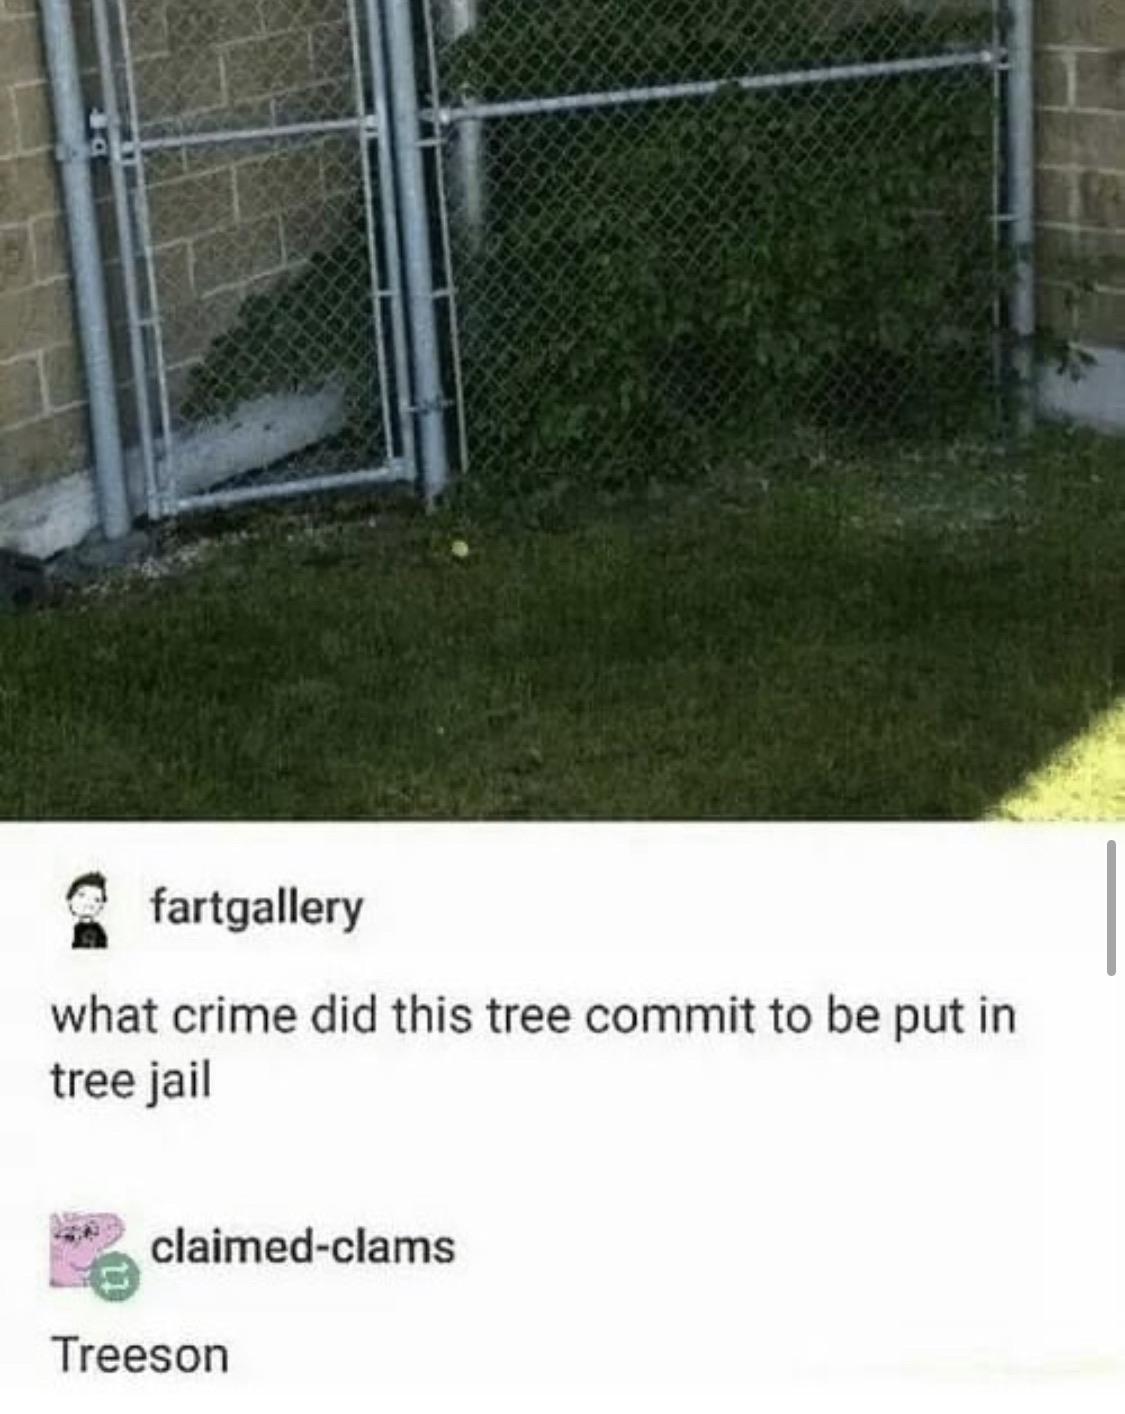 fartgallery
what crime did this tree commit to be put in
tree jail
claimed-clams
Treeson